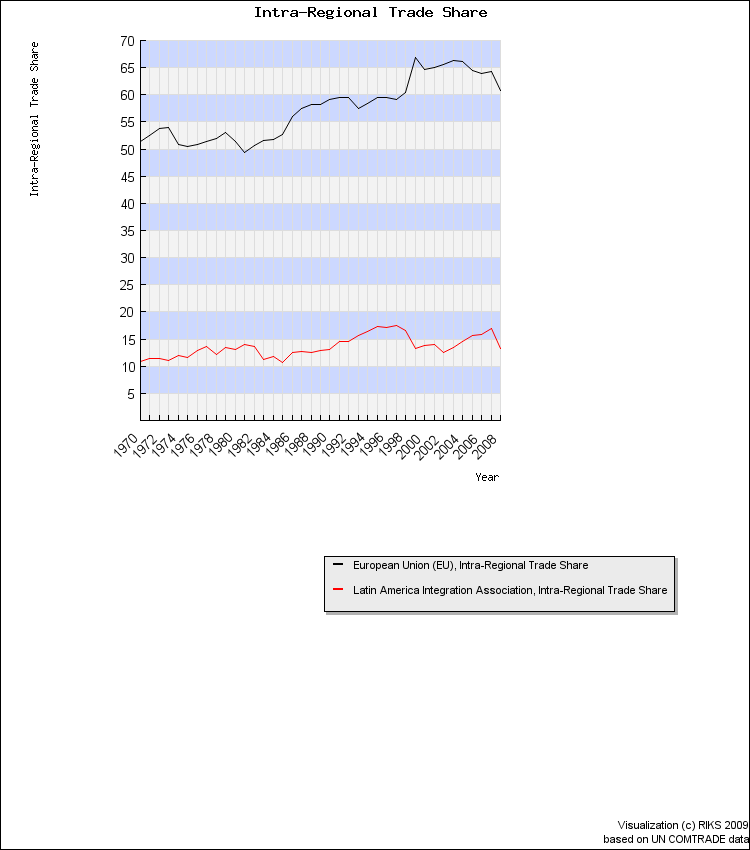 Intra-Regional Trade Share
Intra-Regional Trade Share
70
65
60
55
50
45
40
35
30
25
20
15
10
5
1970 1972 1974 1976 1978 1980 1982 1984 1986 1988 1990 1992 1994 1996 1998 2000 2002 2004 2006 2008
Year
European Union (EU), Intra-Regional Trade Share
Latin America Integration Association, Intra-Regional Trade Share
Visualization (c) RIKS 2009
based on UN COMTRADE data